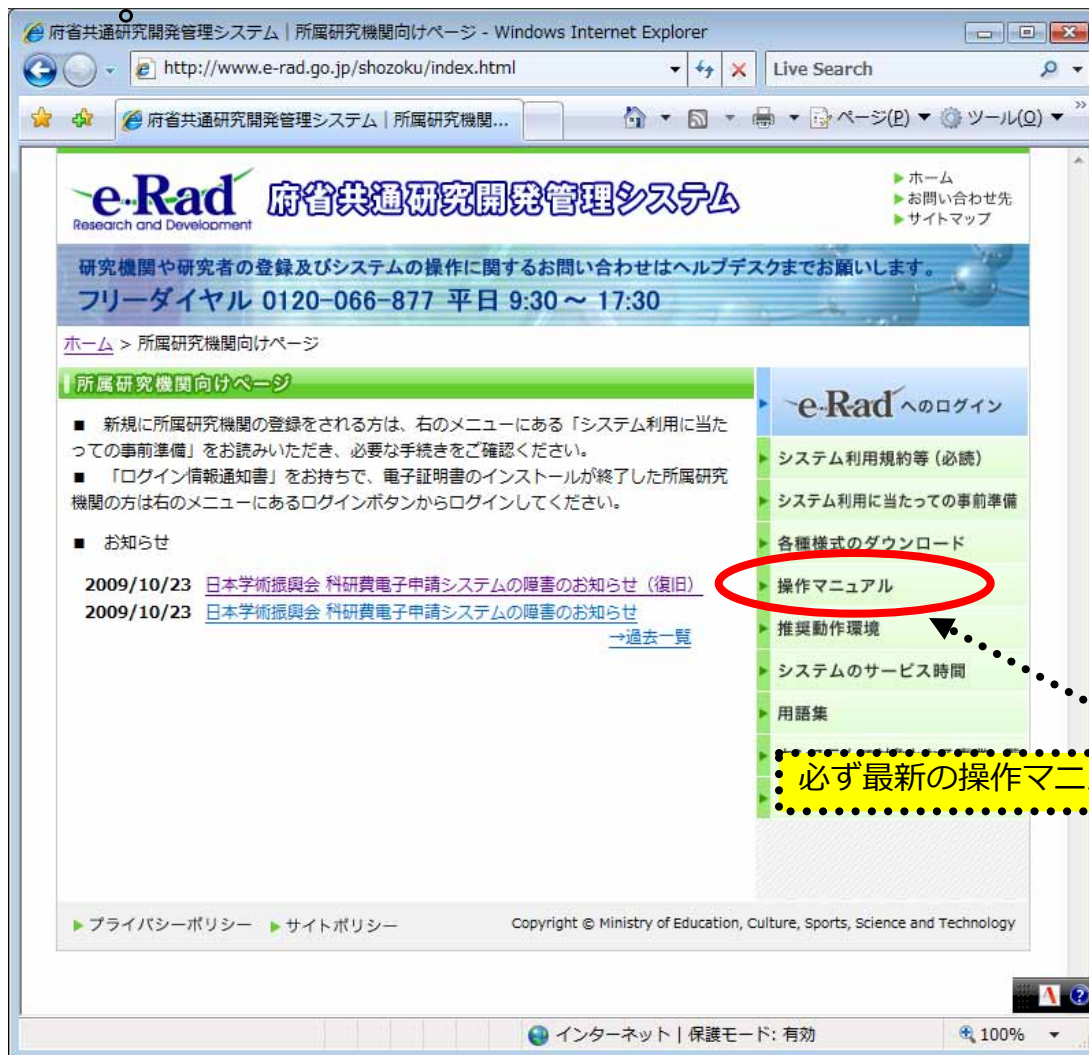 府省共通研究開発管理システム | 所属研究機関向けページ - Windows Internet Explorer
http://www.e-rad.go.jp/shozoku/index.html
Live Search
府省共通研究開発管理システム | 所属研究機関...
ページ(P)
ツール(O)
e-Rad
Research and Development
府省共通研究開発管理システム
ホーム
お問い合わせ先
サイトマップ
研究機関や研究者の登録及びシステムの操作に関するお問い合わせはヘルプデスクまでお願いします。
フリーダイヤル 0120-066-877 平日 9:30～ 17:30
ホーム > 所属研究機関向けページ
所属研究機関向けページ
■ 新規に所属研究機関の登録をされる方は、右のメニューにある「システム利用に当た
っての事前準備」をお読みいただき、必要な手続きをご確認ください。
■ 「ログイン情報通知書」をお持ちで、電子証明書のインストールが終了した所属研究
機関の方は右のメニューにあるログインボタンからログインしてください。
■ お知らせ
2009/10/23 日本学術振興会 科研費電子申請システムの障害のお知らせ（復旧）
2009/10/23 日本学術振興会 科研費電子申請システムの障害のお知らせ
→過去一覧
e-Rad へのログイン
システム利用規約等（必読）
システム利用に当たっての事前準備
各種様式のダウンロード
操作マニュアル
推奨動作環境
システムのサービス時間
用語集
必ず最新の操作マニ
プライバシーポリシー
サイトポリシー
Copyright © Ministry of Education, Culture, Sports, Science and Technology
インターネット | 保護モード: 有効
100%